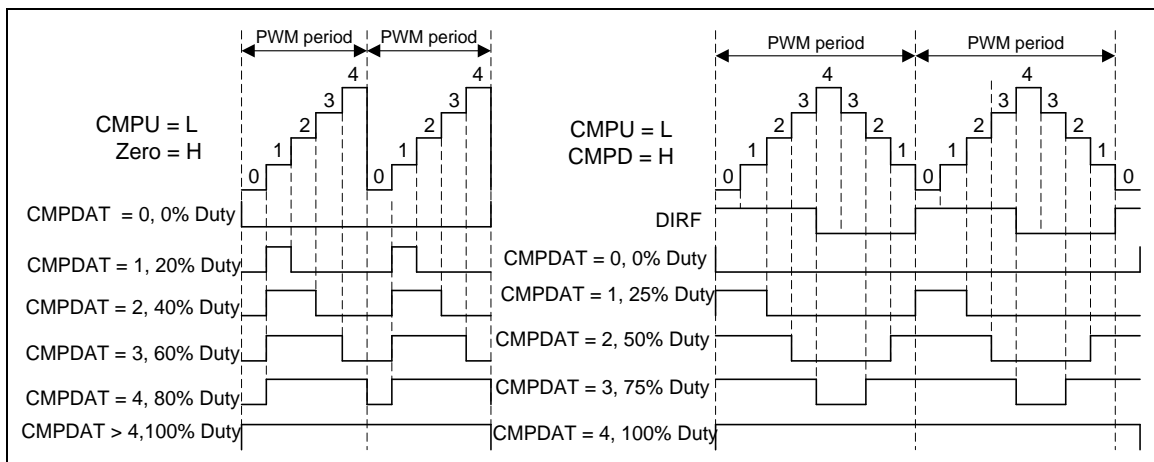 PWM period PWM period
4 4
3 3
2 2
1 1
0 0
CMPU = L
Zero = H
CMPDAT = 0, 0% Duty
CMPDAT = 1, 20% Duty
CMPDAT = 2, 40% Duty
CMPDAT = 3, 60% Duty
CMPDAT = 4, 80% Duty
CMPDAT > 4,100% Duty
PWM period PWM period
4 4
3 3 3 3
2 2 2 2
1 1 1 1
0 0 0
CMPU = L
CMPD = H
DIRF
CMPDAT = 0, 0% Duty
CMPDAT = 1, 25% Duty
CMPDAT = 2, 50% Duty
CMPDAT = 3, 75% Duty
CMPDAT = 4, 100% Duty